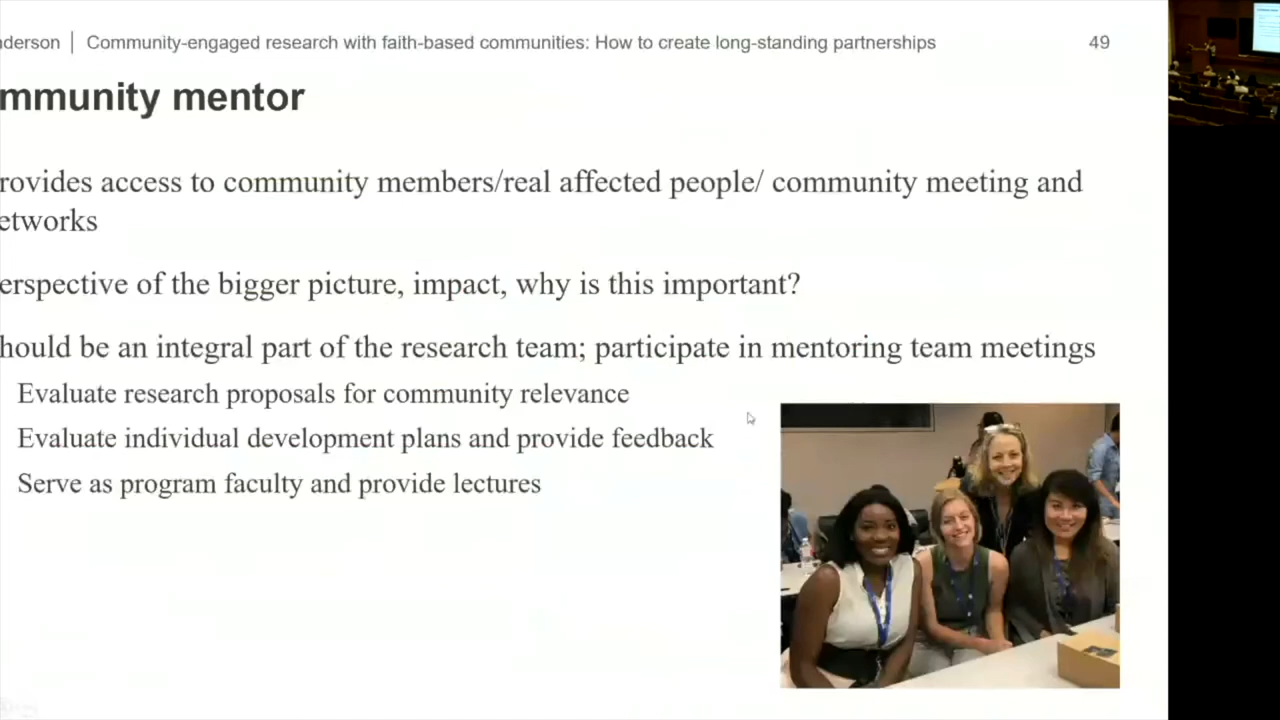 nderson | Community-engaged research with faith-based communities: How to create long-standing partnerships 49
mmunity mentor
rovides access to community members/real affected people/ community meeting and
etworks
erspective of the bigger picture, impact, why is this important?
hould be an integral part of the research team; participate in mentoring team meetings
Evaluate research proposals for community relevance
Evaluate individual development plans and provide feedback
Serve as program faculty and provide lectures